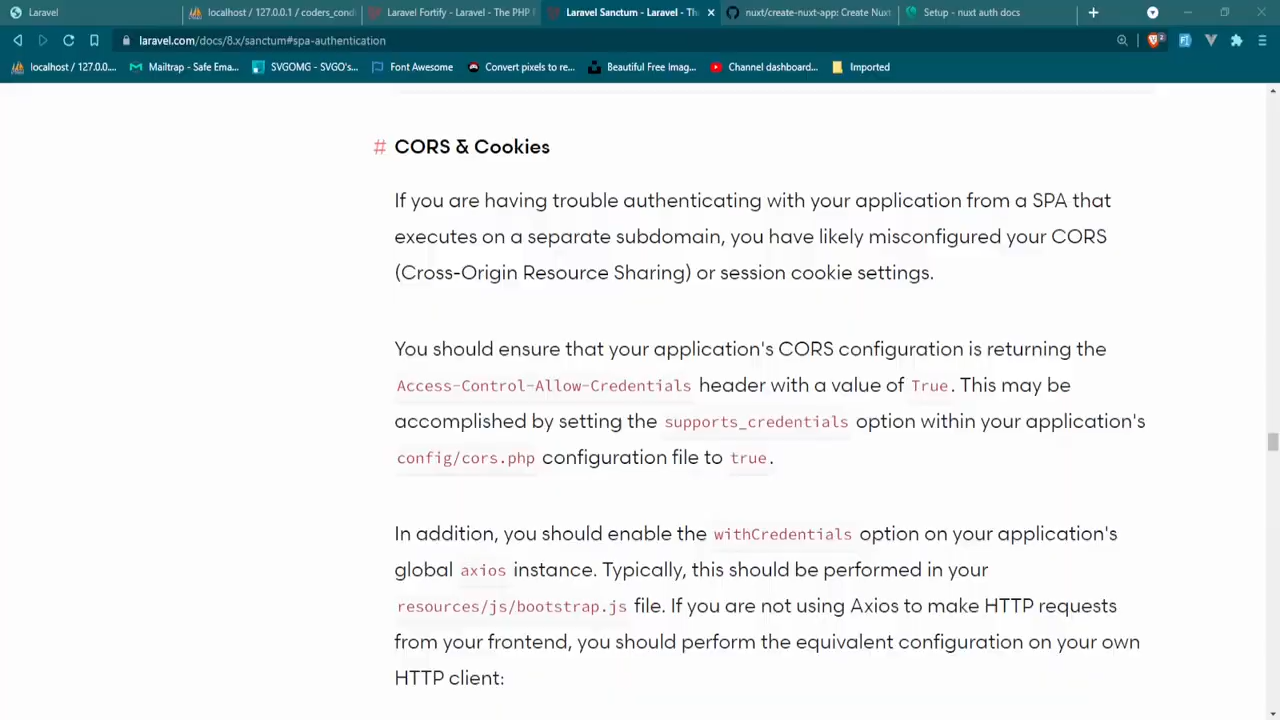 Laravel
localhost / 127.0.0.1 / coders_cond
Laravel Fortify - Laravel - The PHP F
Laravel Sanctum - Laravel - Th
nuxt/create-nuxt-app: Create Nuxt
Setup - nuxt auth docs
laravel.com/docs/8.x/sanctum#spa-authentication
localhost / 127.0.0....
Mailtrap - Safe Ema...
SVGOMG - SVGO's...
Font Awesome
Convert pixels to re...
Beautiful Free Imag...
Channel dashboard...
Imported
# CORS & Cookies
If you are having trouble authenticating with your application from a SPA that
executes on a separate subdomain, you have likely misconfigured your CORS
(Cross-Origin Resource Sharing) or session cookie settings.
You should ensure that your application's CORS configuration is returning the
Access-Control-Allow-Credentials header with a value of True. This may be
accomplished by setting the supports_credentials option within your application's
config/cors.php configuration file to true.
In addition, you should enable the withCredentials option on your application's
global axios instance. Typically, this should be performed in your
resources/js/bootstrap.js file. If you are not using Axios to make HTTP requests
from your frontend, you should perform the equivalent configuration on your own
HTTP client: